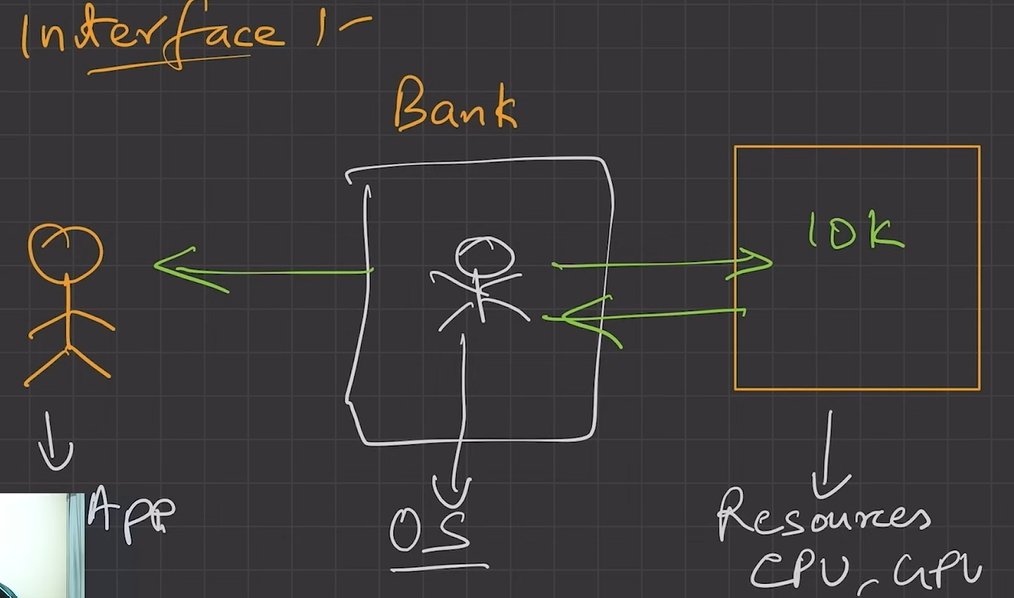 Interface :-
Bank
10K
App
OS
Resources
CPU, GPU